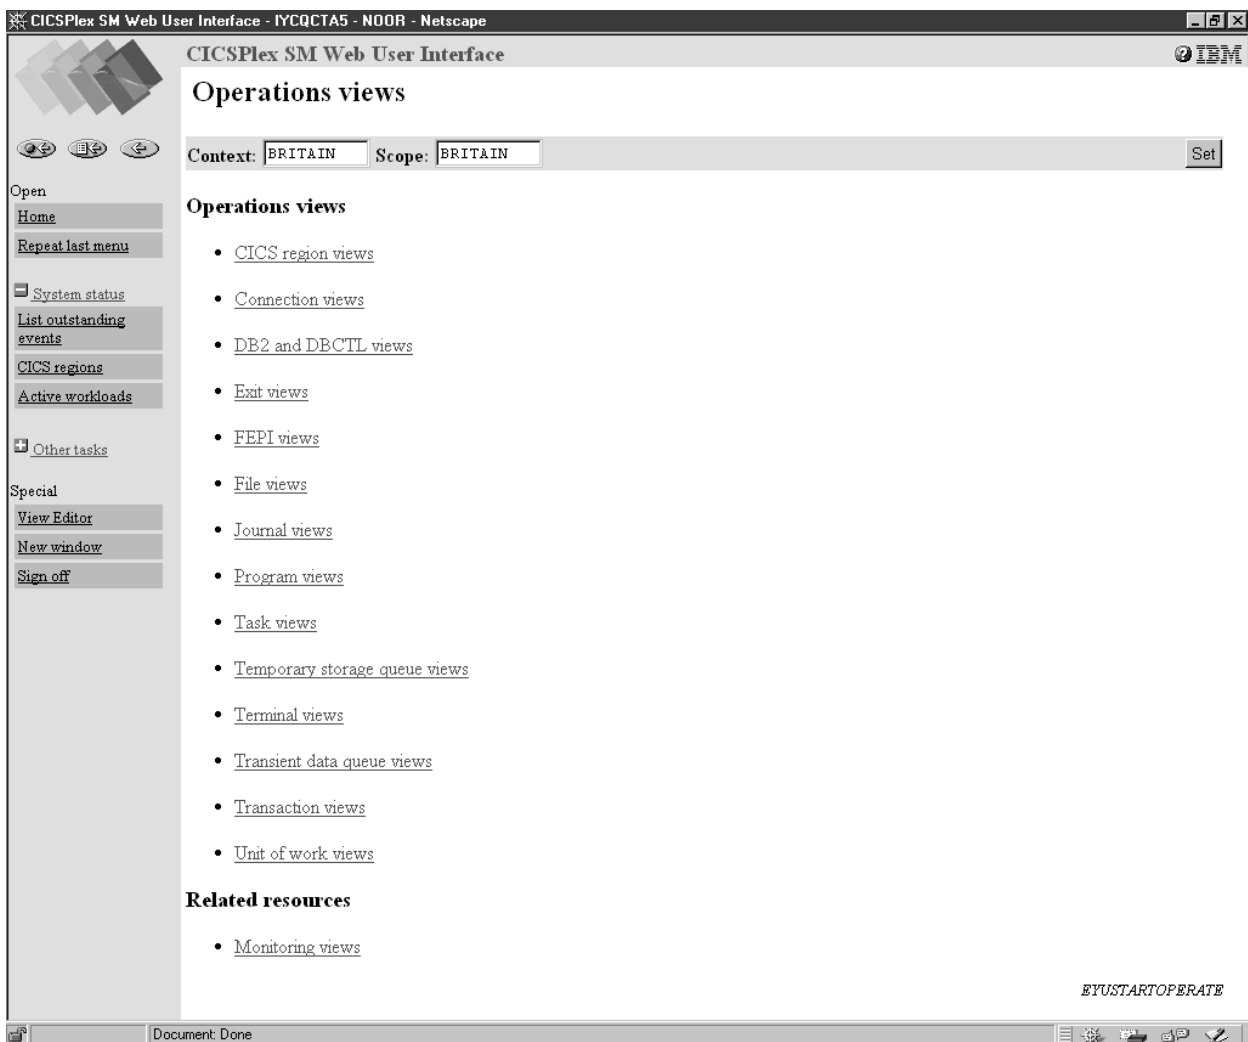 CICSPlex SM Web User Interface - IYCQCTA5 - NOOR - Netscape
CICSPlex SM Web User Interface
IBM
Operations views
Context: BRITAIN Scope: BRITAIN Set
Open
Home
Repeat last menu
System status
List outstanding
events
CICS regions
Active workloads
Other tasks
Special
View Editor
New window
Sign off
Operations views
• CICS region views
• Connection views
• DB2 and DBCTL views
• Exit views
• FEPI views
• File views
• Journal views
• Program views
• Task views
• Temporary storage queue views
• Terminal views
• Transient data queue views
• Transaction views
• Unit of work views
Related resources
• Monitoring views
EYUSTARTOPERATE
Document: Done